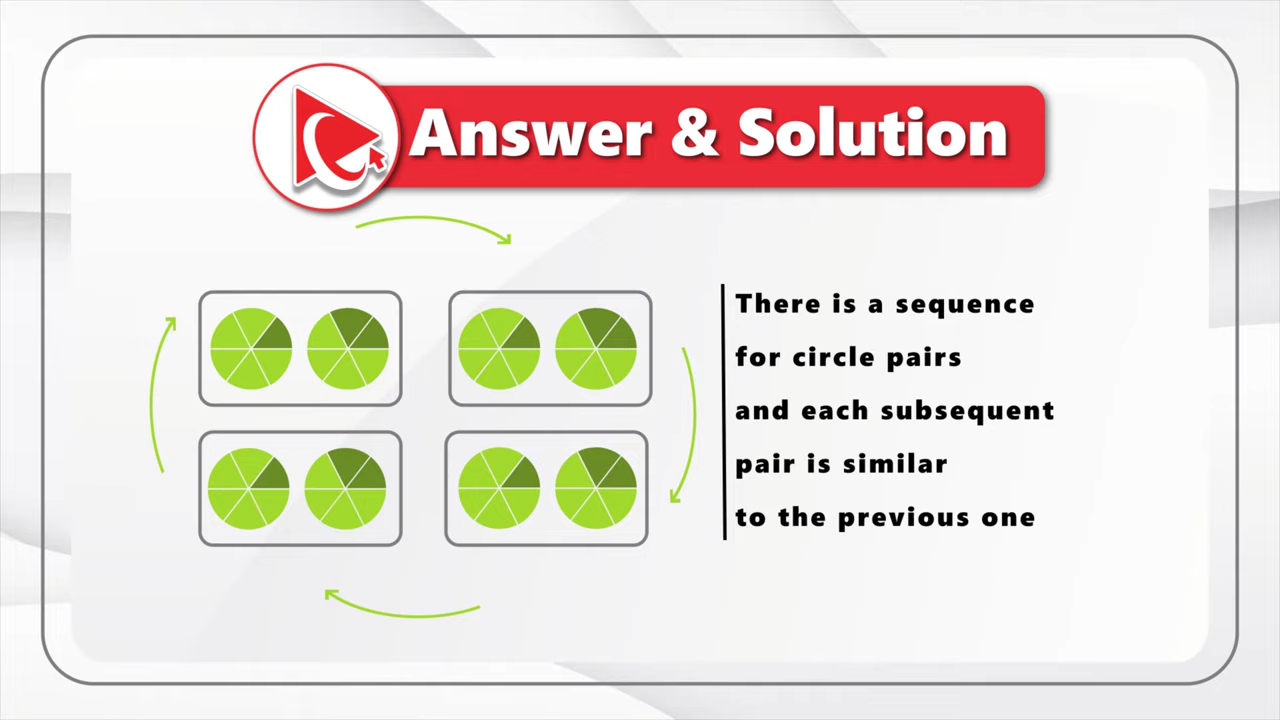 Answer & Solution
There is a sequence
for circle pairs
and each subsequent
pair is similar
to the previous one